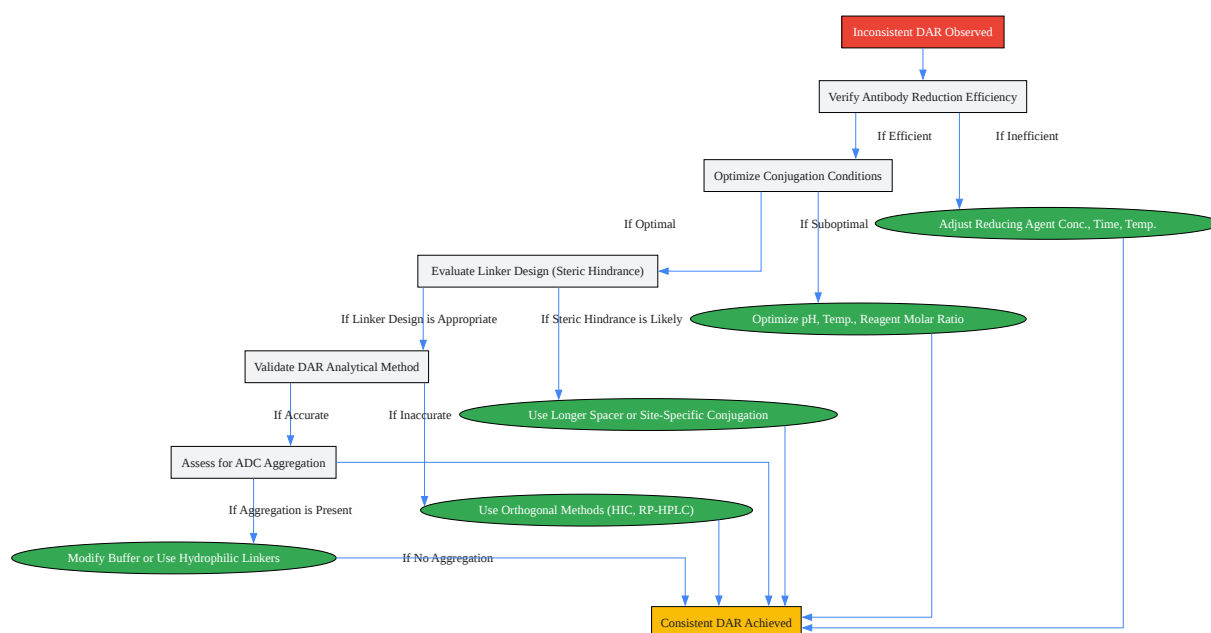 Inconsistent DAR Observed
Verify Antibody Reduction Efficiency
If Efficient
If Inefficient
Optimize Conjugation Conditions
If Optimal
If Suboptimal
Adjust Reducing Agent Conc., Time, Temp.
Evaluate Linker Design (Steric Hindrance)
If Linker Design is Appropriate
If Steric Hindrance is Likely
Optimize pH, Temp., Reagent Molar Ratio
Validate DAR Analytical Method
If Accurate
If Inaccurate
Use Longer Spacer or Site-Specific Conjugation
Assess for ADC Aggregation
If Aggregation is Present
Use Orthogonal Methods (HIC, RP-HPLC)
Modify Buffer or Use Hydrophilic Linkers
If No Aggregation
Consistent DAR Achieved